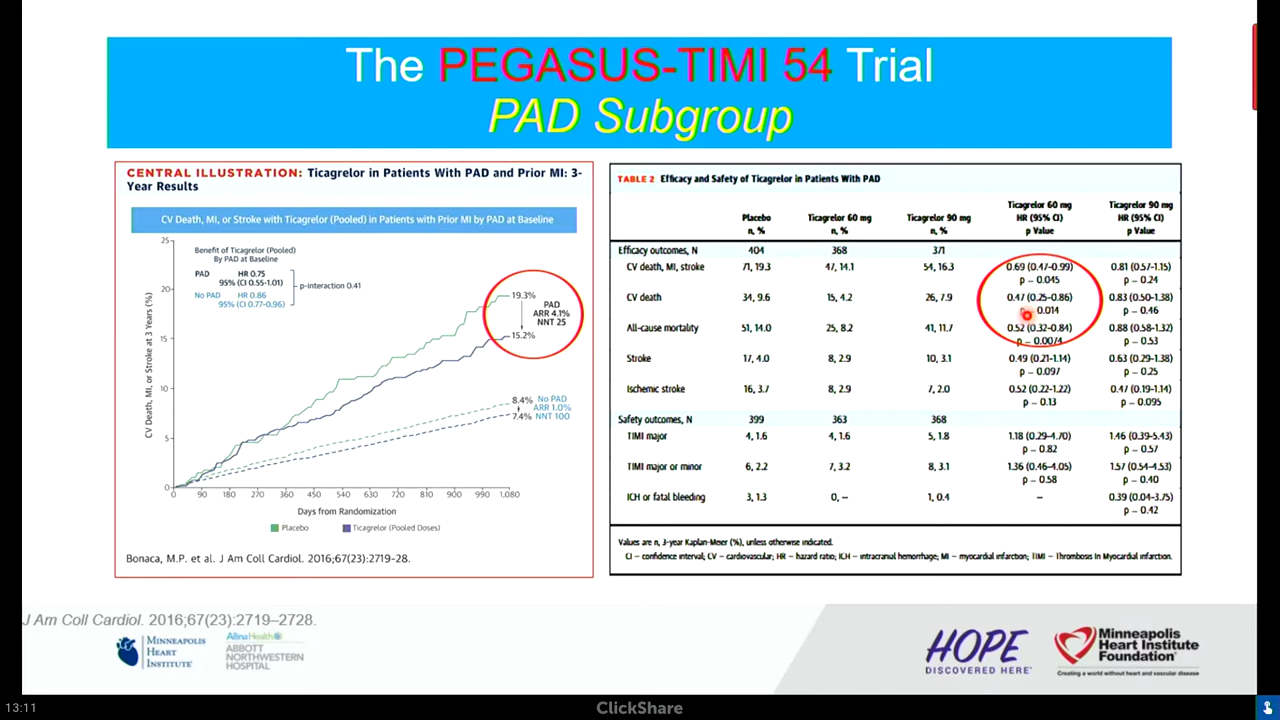 The PEGASUS-TIMI 54 Trial
PAD Subgroup
CENTRAL ILLUSTRATION: Ticagrelor in Patients With PAD and Prior MI: 3-
Year Results
CV Death, MI, or Stroke with Ticagrelor (Pooled) in Patients with Prior MI by PAD at Baseline
CV Death, MI, or Stroke at 3 Years (%)
25
20
15
10
5
0
Benefit of Ticagrelor (Pooled)
By PAD at Baseline
PAD HR 0.75
95% (CI 0.55-1.01)
No PAD HR 0.86
95% (CI 0.77-0.96)
p-interaction 0.41
19.3%
PAD
ARR 4.1%
NNT 25
15.2%
8.4% No PAD
ARR 1.0%
7.4% NNT 100
0 90 180 270 360 450 540 630 720 810 900 990 1,080
Days from Randomization
Placebo Ticagrelor (Pooled Doses)
Bonaca, M.P. et al. J Am Coll Cardiol. 2016;67(23):2719-28.
TABLE 2 Efficacy and Safety of Ticagrelor in Patients With PAD
Placebo n, % Ticagrelor 60 mg n, % Ticagrelor 90 mg n, % Ticagrelor 60 mg HR (95% CI) p Value Ticagrelor 90 mg HR (95% CI) p Value
Efficacy outcomes, N 404 368 371
CV death, MI, stroke 71, 19.3 47, 14.1 54, 16.3 0.69 (0.47-0.99) 0.81 (0.57-1.15)
p = 0.045 p = 0.24
CV death 34, 9.6 15, 4.2 26, 7.9 0.47 (0.25-0.86) 0.83 (0.50-1.38)
0.014 p = 0.46
All-cause mortality 51, 14.0 25, 8.2 41, 11.7 0.52 (0.32-0.84) 0.88 (0.58-1.32)
p = 0.0074 p = 0.53
Stroke 17, 4.0 8, 2.9 10, 3.1 0.49 (0.21-1.14) 0.63 (0.29-1.38)
p = 0.097 p = 0.25
Ischemic stroke 16, 3.7 8, 2.9 7, 2.0 0.52 (0.22-1.22) 0.47 (0.19-1.14)
p = 0.13 p = 0.095
Safety outcomes, N 399 363 368
TIMI major 4, 1.6 4, 1.6 5, 1.8 1.18 (0.29-4.70) 1.46 (0.39-5.43)
p = 0.82 p = 0.57
TIMI major or minor 6, 2.2 7, 3.2 8, 3.1 1.36 (0.46-4.05) 1.57 (0.54-4.53)
p = 0.58 p = 0.40
ICH or fatal bleeding 3, 1.3 0, – 1, 0.4 – 0.39 (0.04-3.75)
p = 0.42
Values are n, 3-year Kaplan-Meier (%), unless otherwise indicated.
CI = confidence interval; CV = cardiovascular; HR = hazard ratio; ICH = intracranial hemorrhage; MI = myocardial infarction; TIMI = Thrombosis In Myocardial Infarction.
J Am Coll Cardiol. 2016;67(23):2719–2728.
MINNEAPOLIS
HEART
INSTITUTE®
Allina Health
ABBOTT
NORTHWESTERN
HOSPITAL
HOPE
DISCOVERED HERE
Minneapolis
Heart Institute
Foundation®
Creating a world without heart and vascular disease
13:11
ClickShare